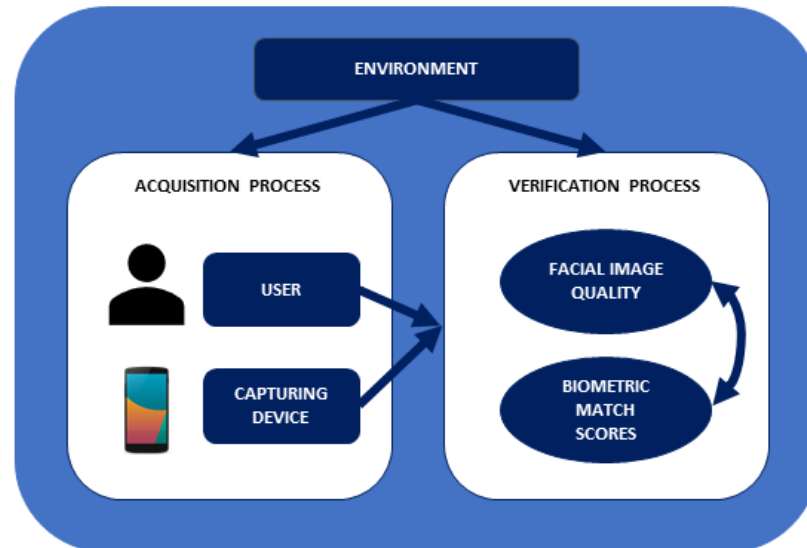 ENVIRONMENT
ACQUISITION PROCESS
USER
CAPTURING
DEVICE
VERIFICATION PROCESS
FACIAL IMAGE
QUALITY
BIOMETRIC
MATCH
SCORES